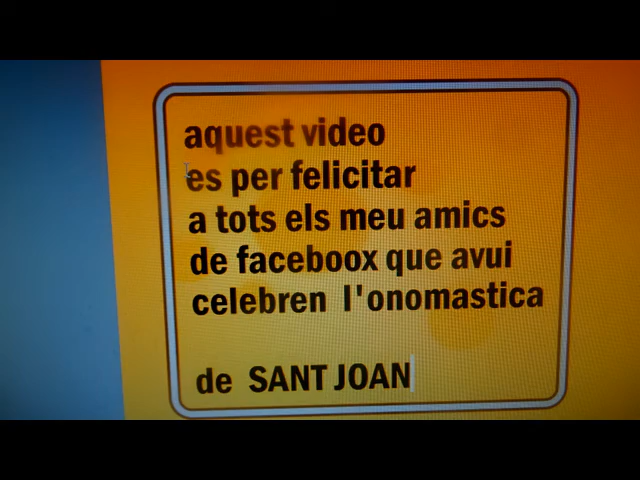 aquest video
es per felicitar
a tots els meu amics
de faceboox que avui
celebren l'onomastica
de SANT JOAN